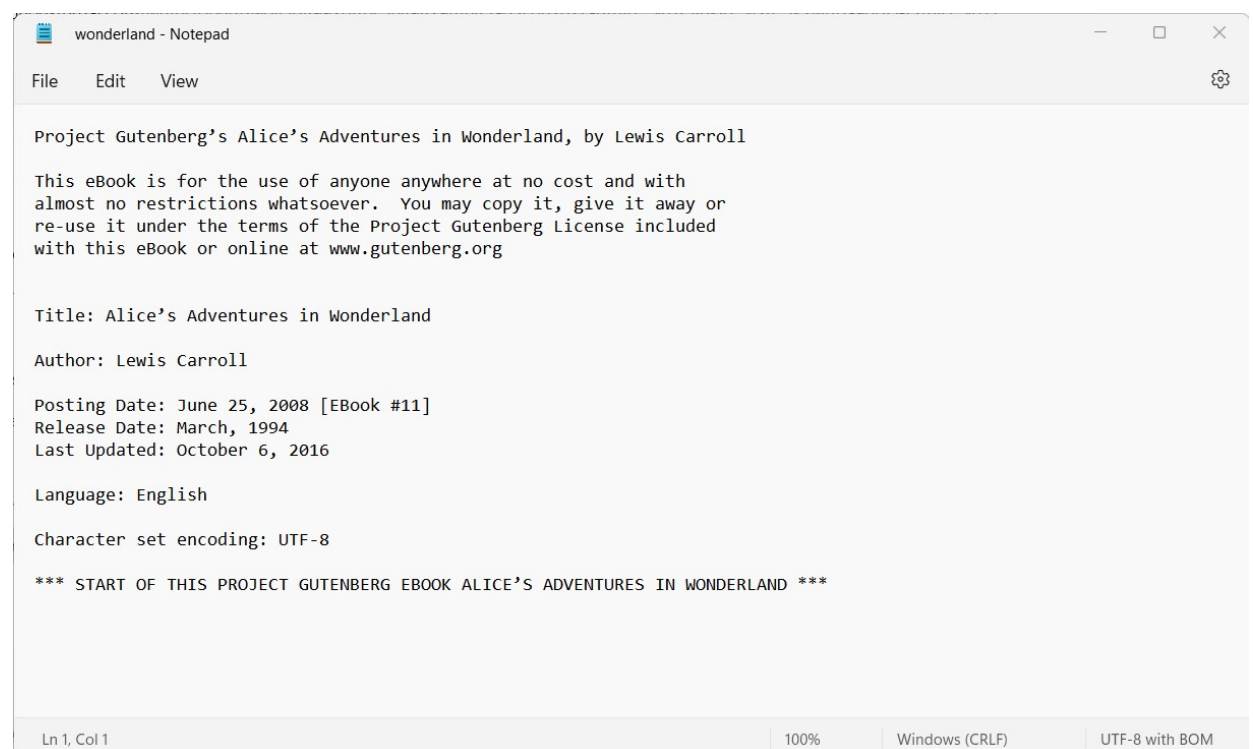 wonderland - Notepad
File Edit View
Project Gutenberg’s Alice’s Adventures in Wonderland, by Lewis Carroll
This eBook is for the use of anyone anywhere at no cost and with
almost no restrictions whatsoever.  You may copy it, give it away or
re-use it under the terms of the Project Gutenberg License included
with this eBook or online at www.gutenberg.org
Title: Alice’s Adventures in Wonderland
Author: Lewis Carroll
Posting Date: June 25, 2008 [EBook #11]
Release Date: March, 1994
Last Updated: October 6, 2016
Language: English
Character set encoding: UTF-8
*** START OF THIS PROJECT GUTENBERG EBOOK ALICE’S ADVENTURES IN WONDERLAND ***
Ln 1, Col 1 100% Windows (CRLF) UTF-8 with BOM